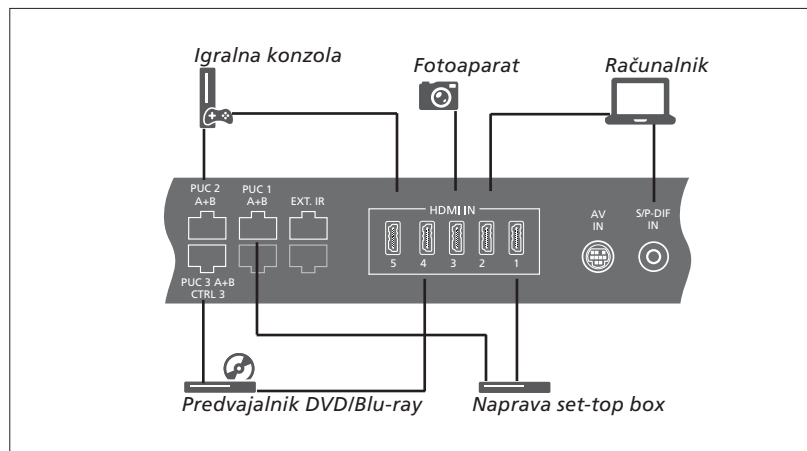 Igralna konzola
Fotoaparat
Računalnik
PUC 2
A+B
PUC 1
A+B
EXT. IR
HDMI IN
AV
IN
S/P-DIF
IN
5
4
3
2
1
PUC 3 A+B
CTRL 3
Predvajalnik DVD/Blu-ray
Naprava set-top box